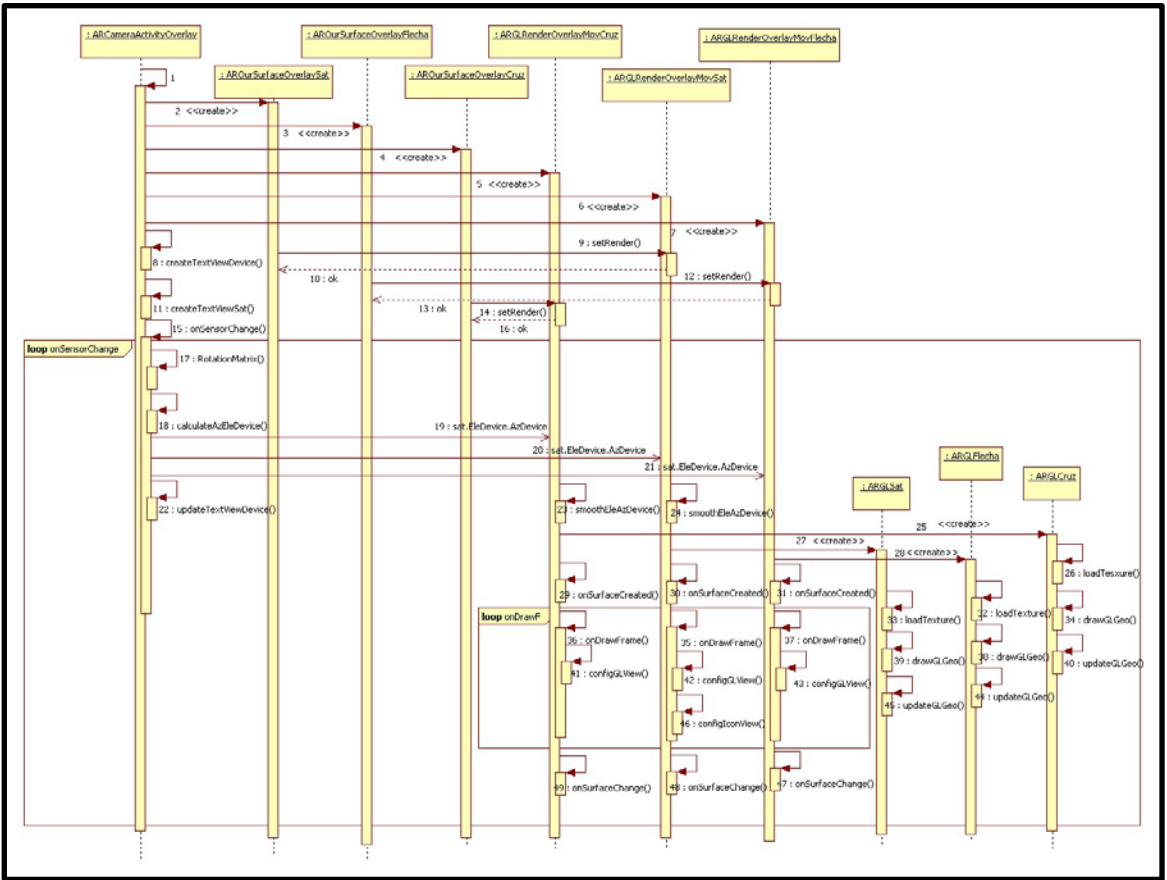 : ARCameraActivityOverlay
: AROurSurfaceOverlayFlecha
: ARGLRenderOverlayMovCruz
: ARGLRenderOverlayMovFlecha
: AROurSurfaceOverlaySat
: AROurSurfaceOverlayCruz
: ARGLRenderOverlayMovSat
1
2 <<create>>
3 <<create>>
4 <<create>>
5 <<create>>
6 <<create>>
7 <<create>>
9 : setRender()
8 : createTextViewDevice()
10 : ok
12 : setRender()
11 : createTextViewSat()
13 : ok
14 : setRender()
15 : onSensorChange()
16 : ok
loop onSensorChange
17 : RotationMatrix()
18 : calculateAzEleDevice()
19 : sat.EleDevice.AzDevice
20 : sat.EleDevice.AzDevice
21 : sat.EleDevice.AzDevice
: ARGLSat
: ARGLFlecha
: ARGLCruz
22 : updateTextViewDevice()
23 : smoothEleAzDevice()
24 : smoothEleAzDevice()
25 <<create>>
27 <<create>>
28 <<create>>
26 : loadTesxure()
29 : onSurfaceCreated()
30 : onSurfaceCreated()
31 : onSurfaceCreated()
loop onDrawF
33 : loadTexture()
32 : loadTexture()
34 : drawGLGeo()
36 : onDrawFrame()
35 : onDrawFrame()
37 : onDrawFrame()
39 : drawGLGeo()
38 : drawGLGeo()
40 : updateGLGeo()
41 : configGLView()
42 : configGLView()
43 : configGLView()
45 : updateGLGeo()
44 : updateGLGeo()
46 : configIconView()
49 : onSurfaceChange()
48 : onSurfaceChange()
47 : onSurfaceChange()